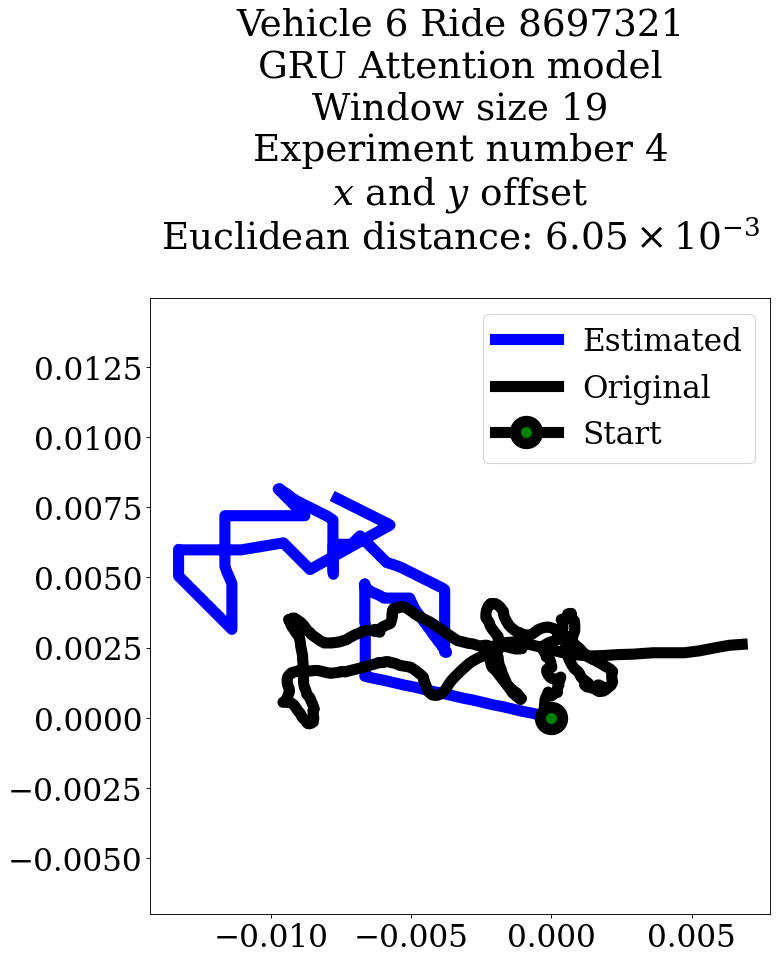 Vehicle 6 Ride 8697321
GRU Attention model
Window size 19
Experiment number 4
x and y offset
Euclidean distance: 6.05 × 10⁻³
Estimated
Original
Start
0.0125
0.0100
0.0075
0.0050
0.0025
0.0000
−0.0025
−0.0050
−0.010 −0.005 0.000 0.005